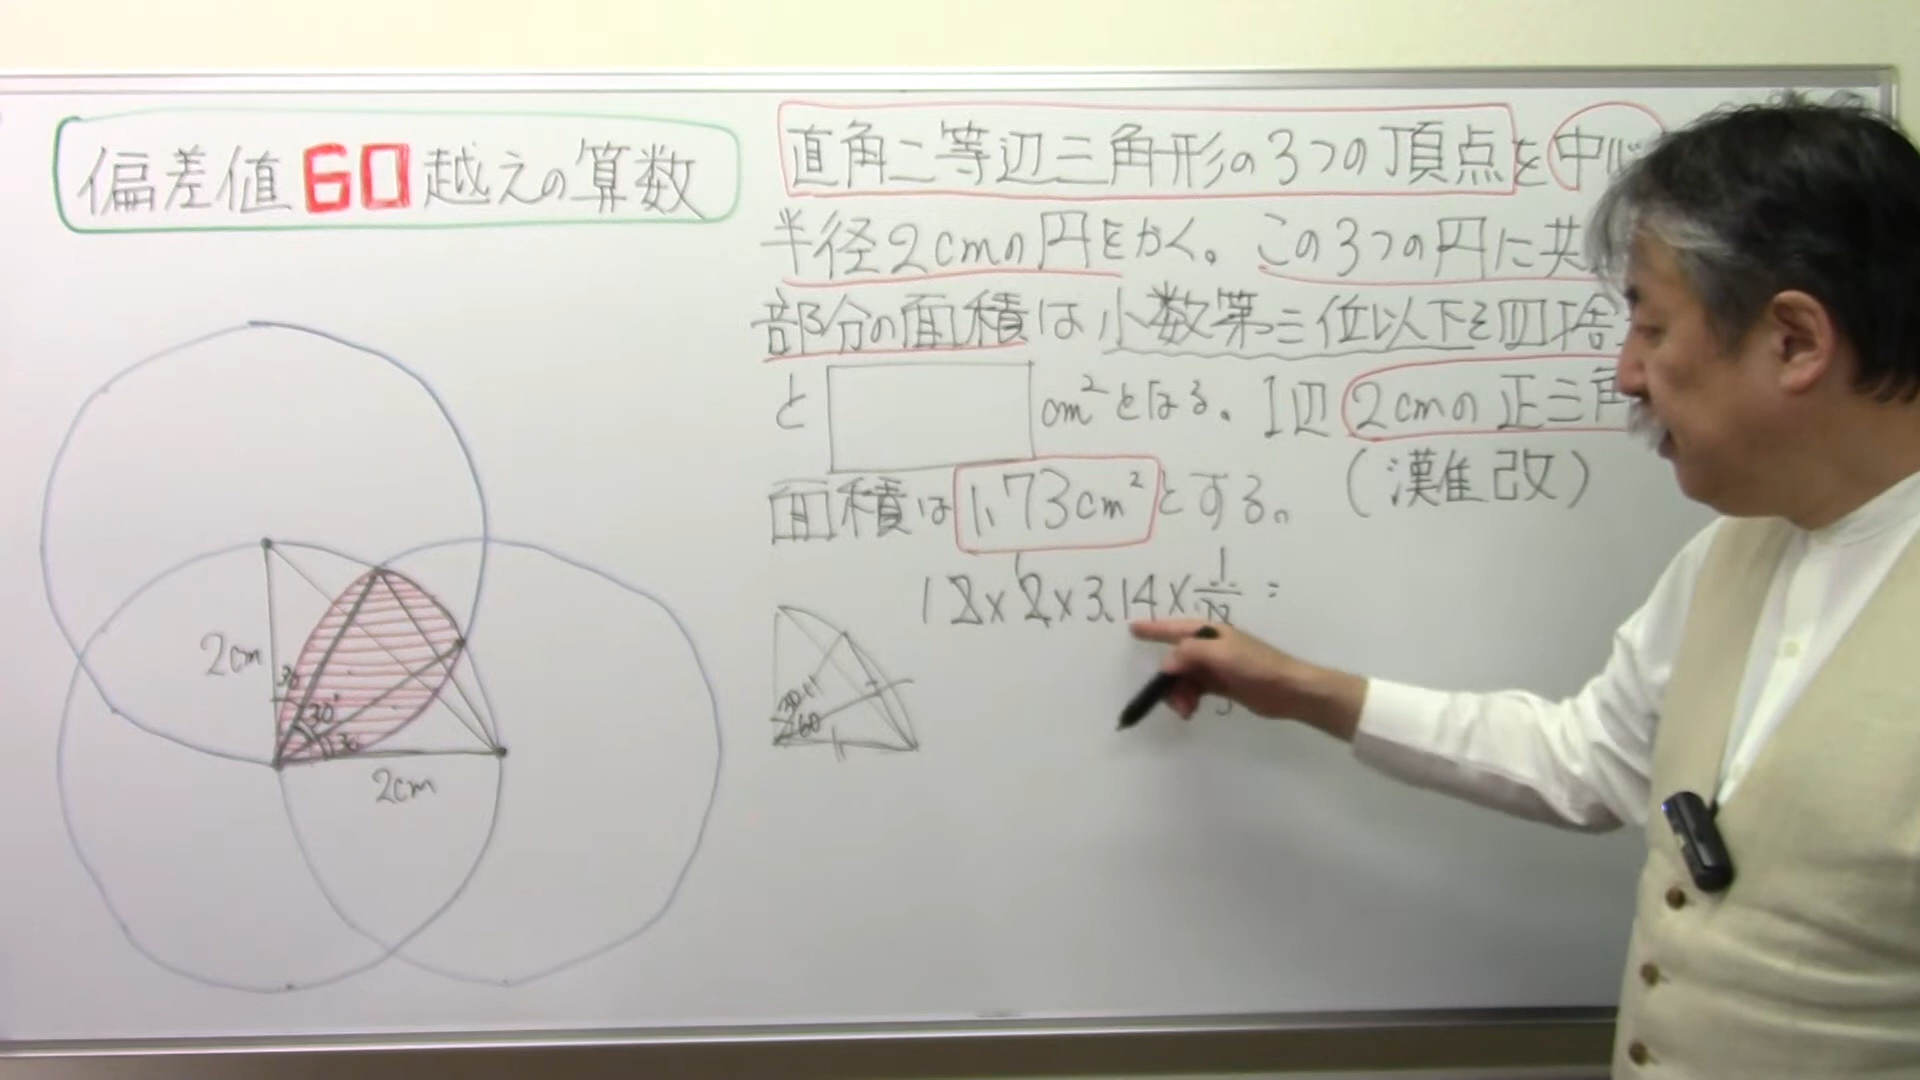 偏差値60越えの算数
直角二等辺三角形の3つの頂点を中心
半径2cmの円をかく。この3つの円に共
部分の面積は小数第三位以下を四捨
と cm²となる。1辺2cmの正三角
面積は1.73cm²とする。
(灘 改)
2×2×3.14×1/12=
2cm
30
30°
30
2cm
30
60